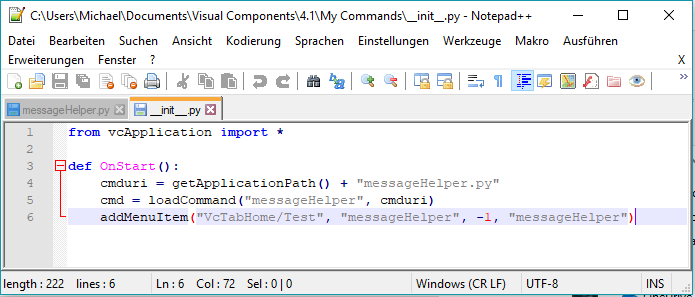 C:\Users\Michael\Documents\Visual Components\4.1\My Commands\__init__.py - Notepad++
Datei Bearbeiten Suchen Ansicht Kodierung Sprachen Einstellungen Werkzeuge Makro Ausführen
Erweiterungen Fenster ? X
messageHelper.py __init__.py
1 from vcApplication import *
2
3 def OnStart():
4 cmduri = getApplicationPath() + "messageHelper.py"
5 cmd = loadCommand("messageHelper", cmduri)
6 addMenuItem("VcTabHome/Test", "messageHelper", -1, "messageHelper")
length : 222 lines : 6 Ln : 6 Col : 72 Sel : 0 | 0 Windows (CR LF) UTF-8 INS